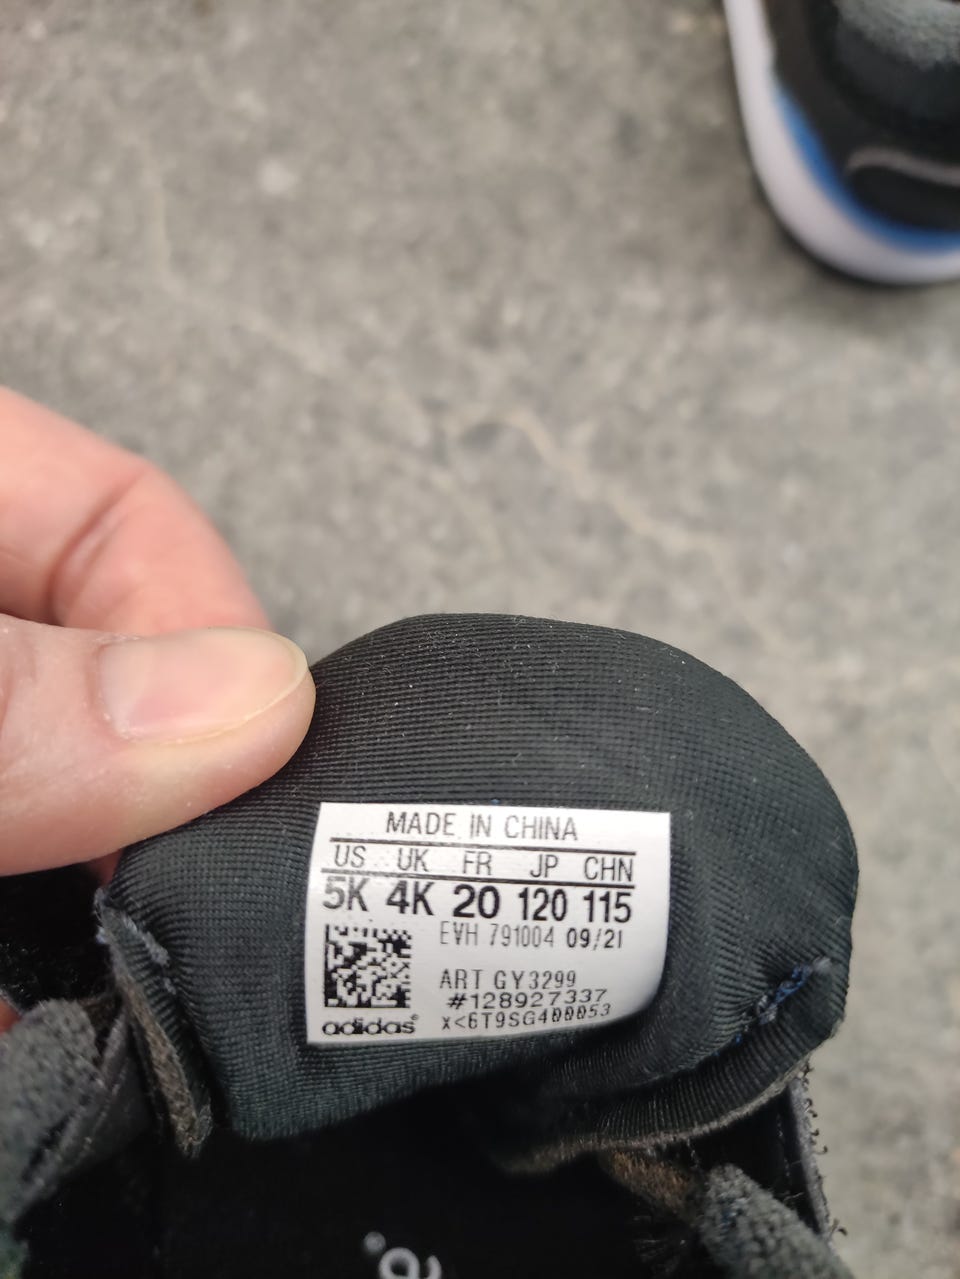 MADE IN CHINA
US UK FR JP CHN
5K 4K 20 120 115
EVH 791004 09/21
ART GY3299
#128927337
x<6T9SG400053
adidas®